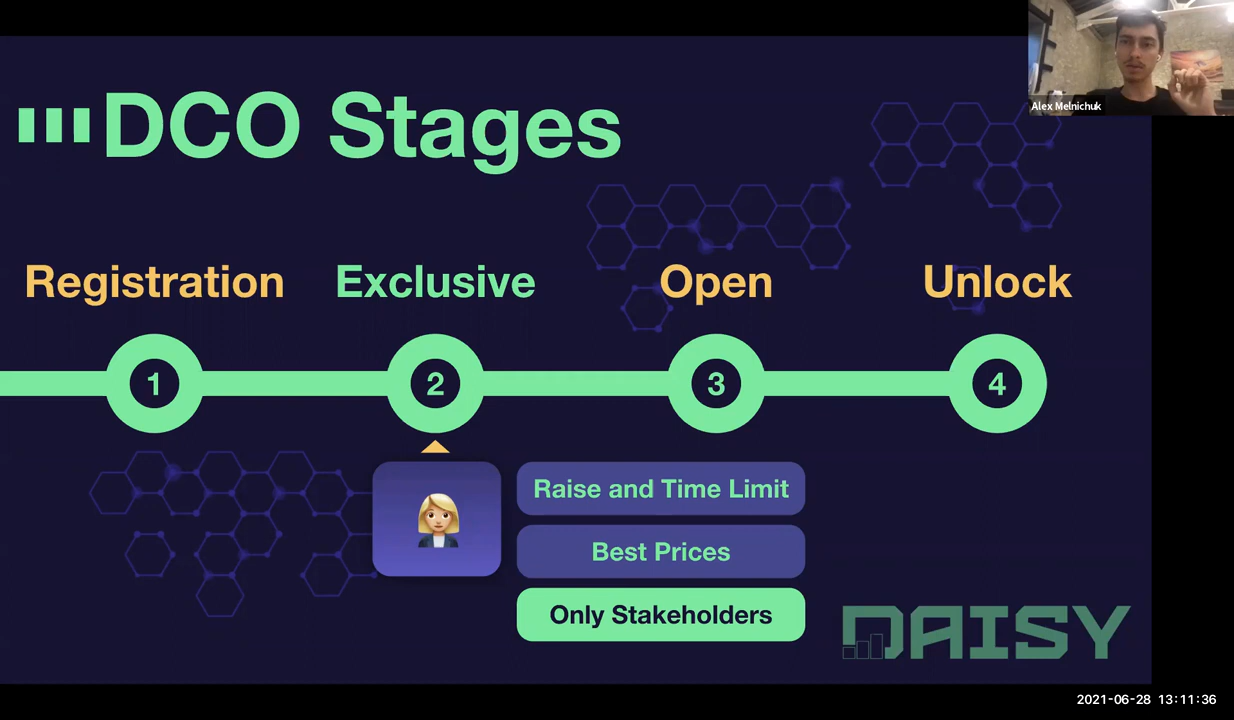 Alex Melnichuk
DCO Stages
Registration
Exclusive
Open
Unlock
1
2
3
4
Raise and Time Limit
Best Prices
Only Stakeholders
DAISY
2021-06-28 13:11:36